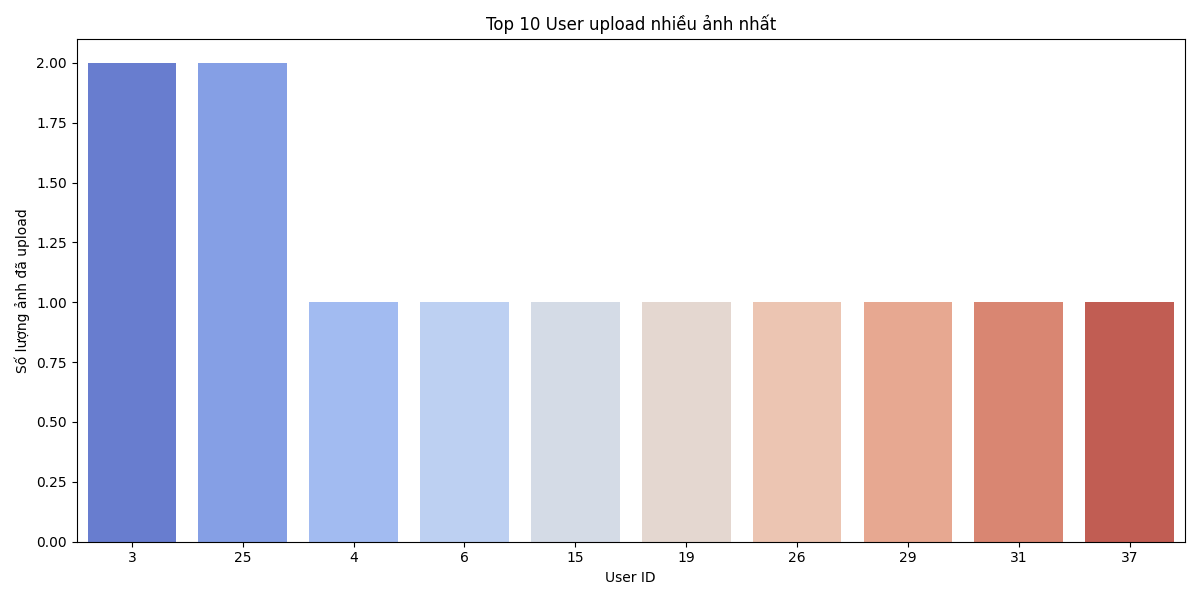 Top 10 User upload nhiều ảnh nhất
Số lượng ảnh đã upload
2.00
1.75
1.50
1.25
1.00
0.75
0.50
0.25
0.00
3 25 4 6 15 19 26 29 31 37
User ID